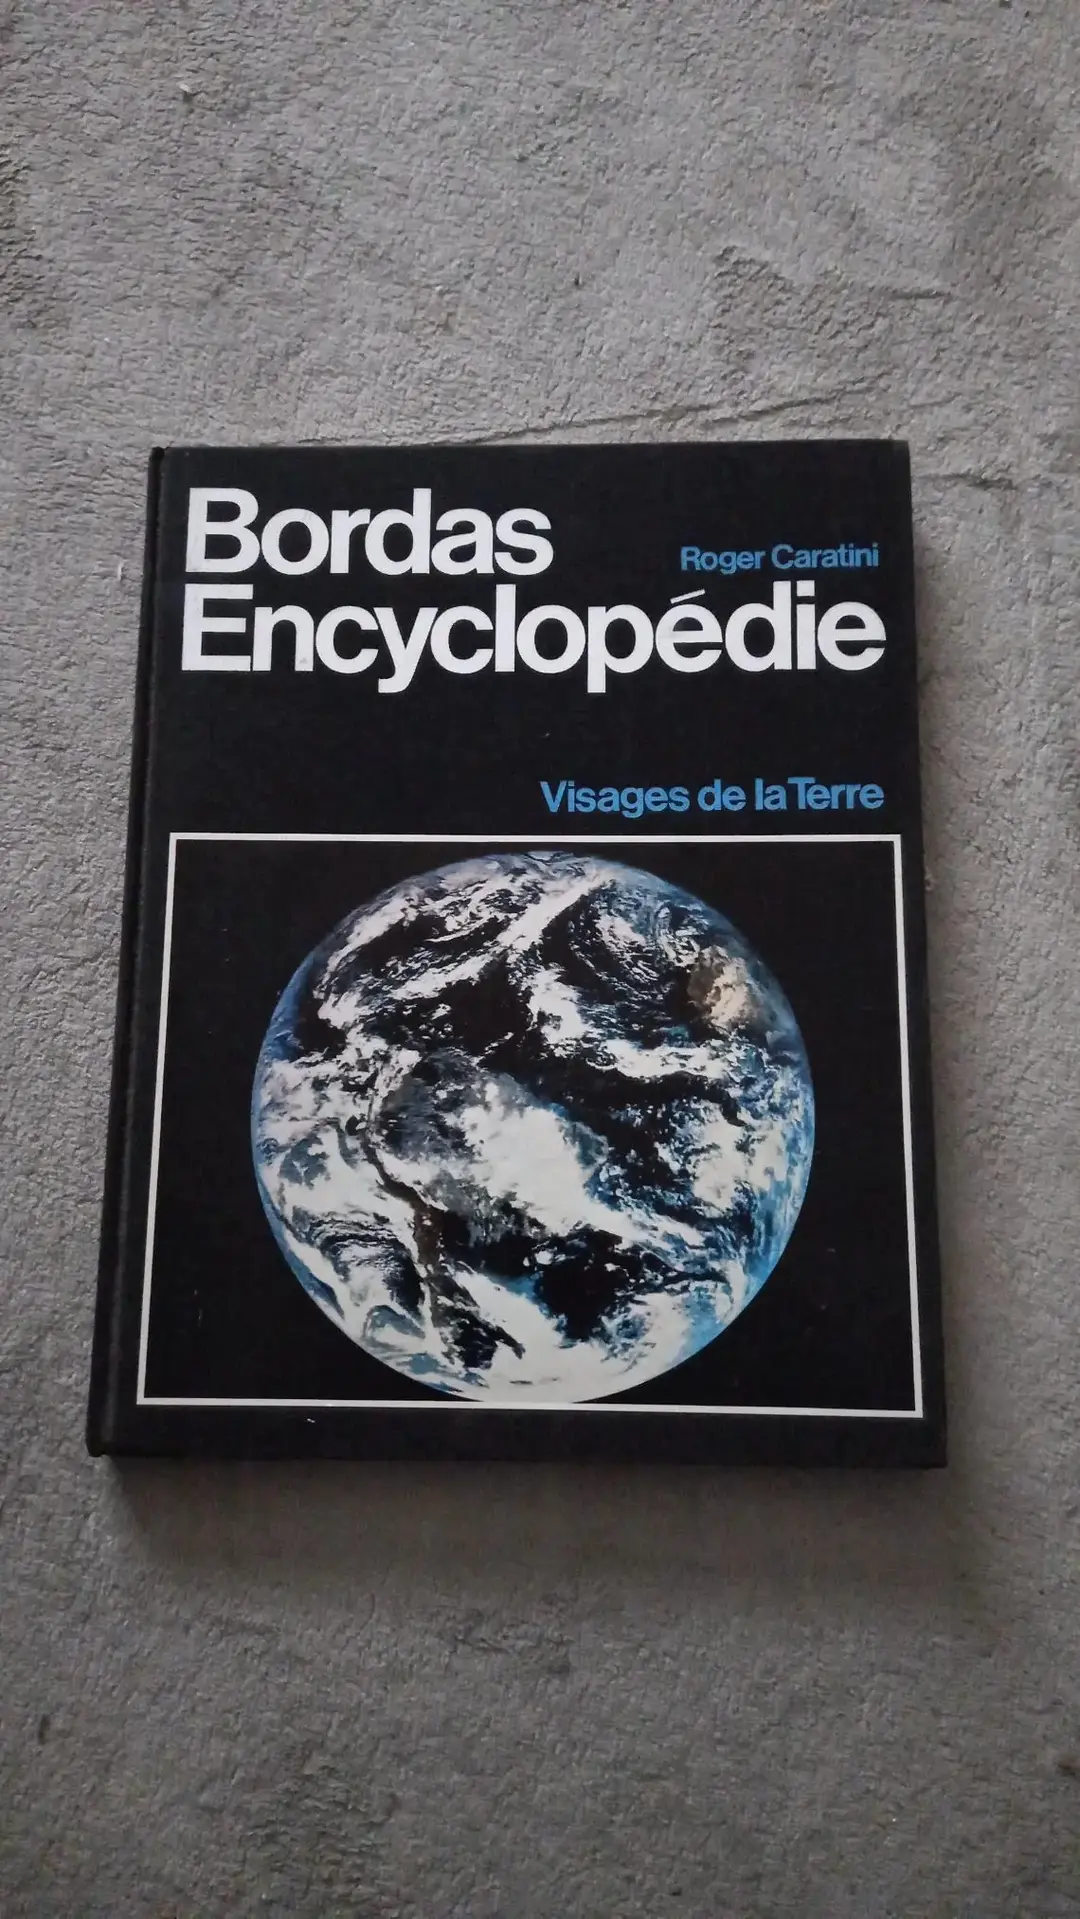 Bordas
Roger Caratini
Encyclopédie
Visages de la Terre